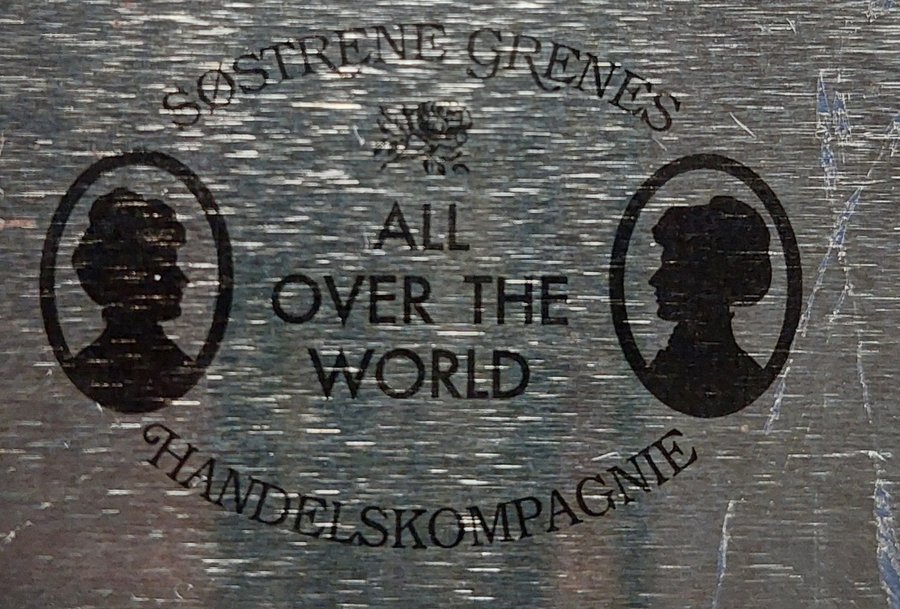 SØSTRENE GRENES
ALL
OVER THE
WORLD
HANDELSKOMPAGNIE